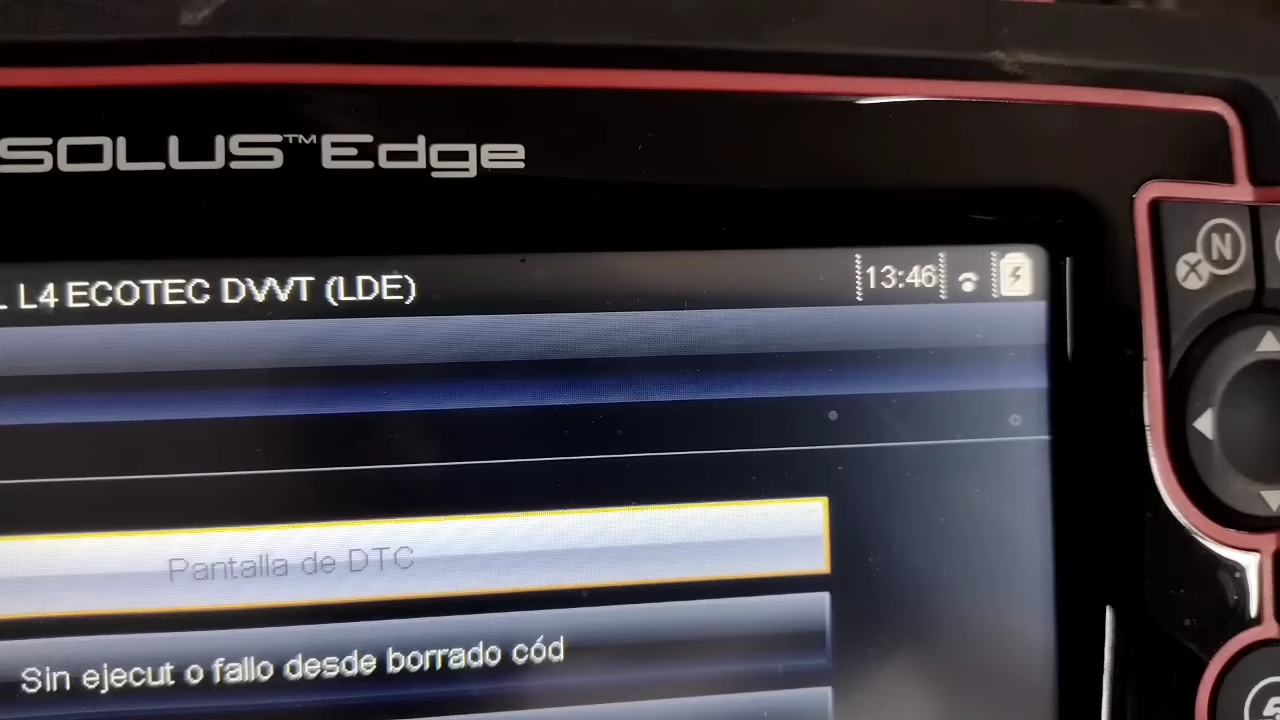 SOLUS™ Edge
L4 ECOTEC DVVT (LDE)
13:46
N
X
Pantalla de DTC
Sin ejecut o fallo desde borrado cód